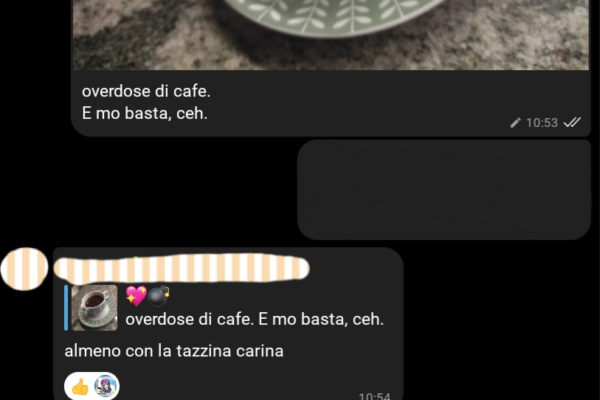 overdose di cafe.
E mo basta, ceh.
10:53
💖💣
overdose di cafe. E mo basta, ceh.
almeno con la tazzina carina
👍
10:54